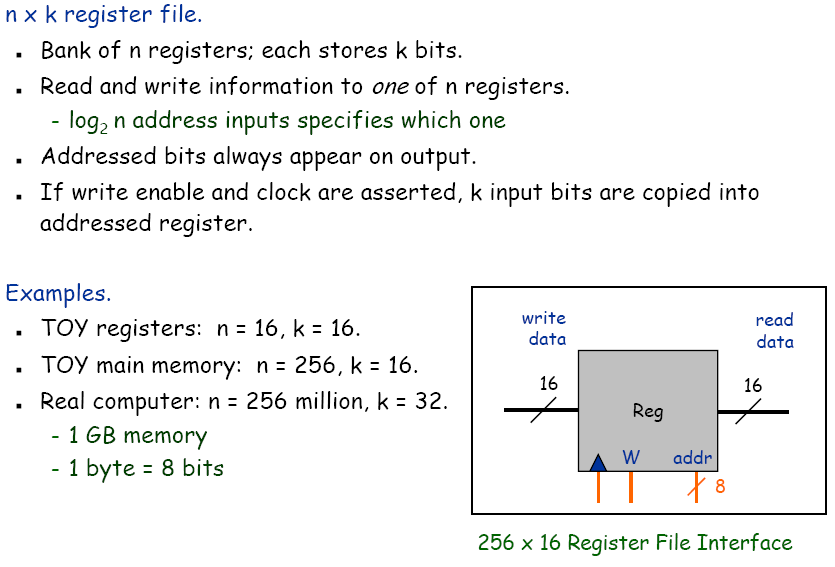 n x k register file.
▪ Bank of n registers; each stores k bits.
▪ Read and write information to one of n registers.
- log2 n address inputs specifies which one
▪ Addressed bits always appear on output.
▪ If write enable and clock are asserted, k input bits are copied into
addressed register.
Examples.
▪ TOY registers: n = 16, k = 16.
▪ TOY main memory: n = 256, k = 16.
▪ Real computer: n = 256 million, k = 32.
- 1 GB memory
- 1 byte = 8 bits
write
data
read
data
16
16
Reg
W
addr
8
256 x 16 Register File Interface